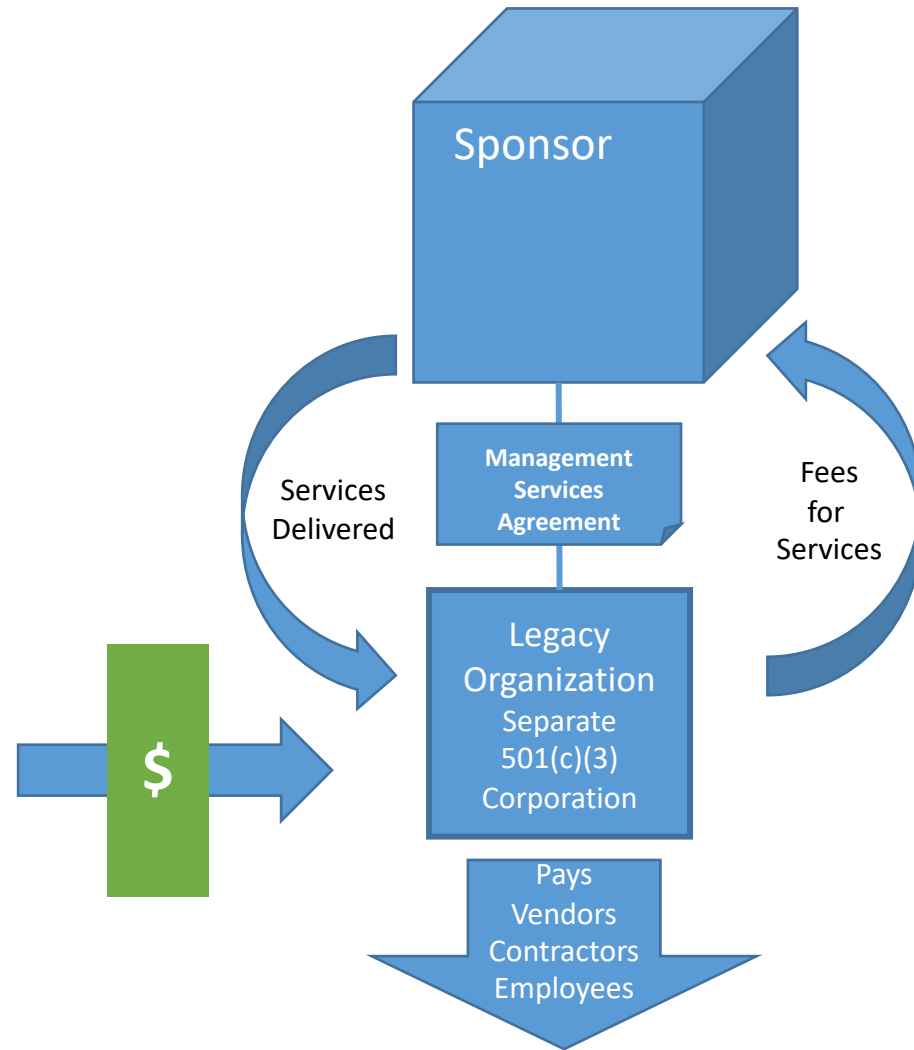 Sponsor
Management
Services
Agreement
Services
Delivered
Fees
for
Services
Legacy
Organization
Separate
501(c)(3)
Corporation
$
Pays
Vendors
Contractors
Employees